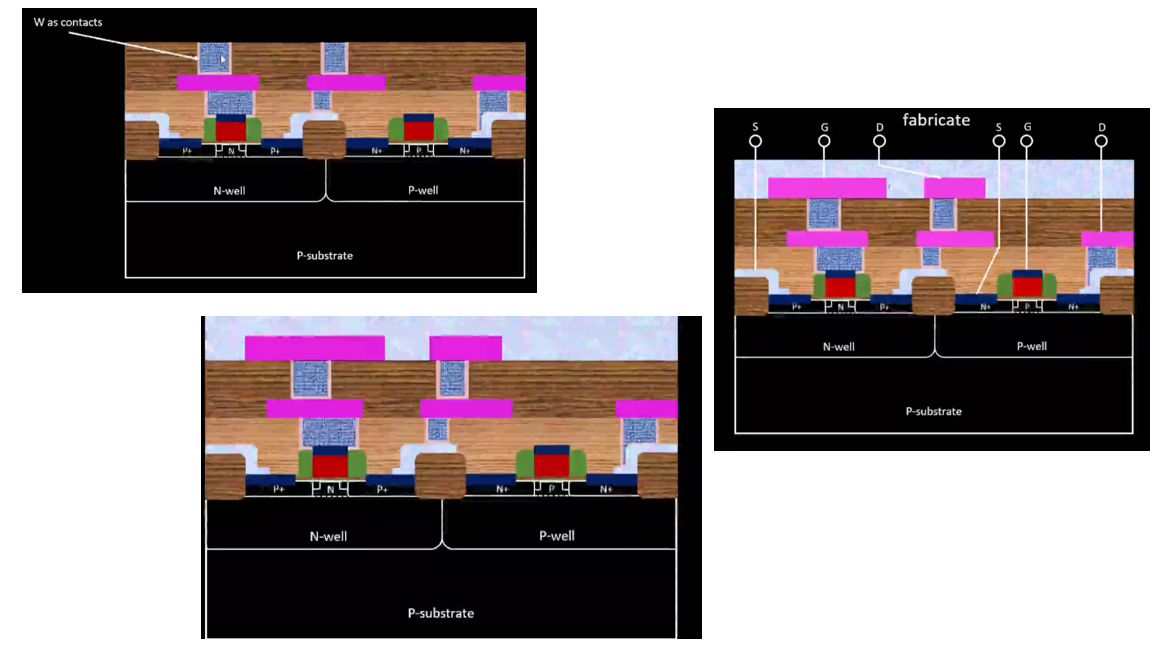 W as contacts
P+ N P+ N+ P N+
N-well P-well
P-substrate
fabricate
S G D S G D
P+ N P+ N+ P N+
N-well P-well
P-substrate
P+ N P+ N+ P N+
N-well P-well
P-substrate